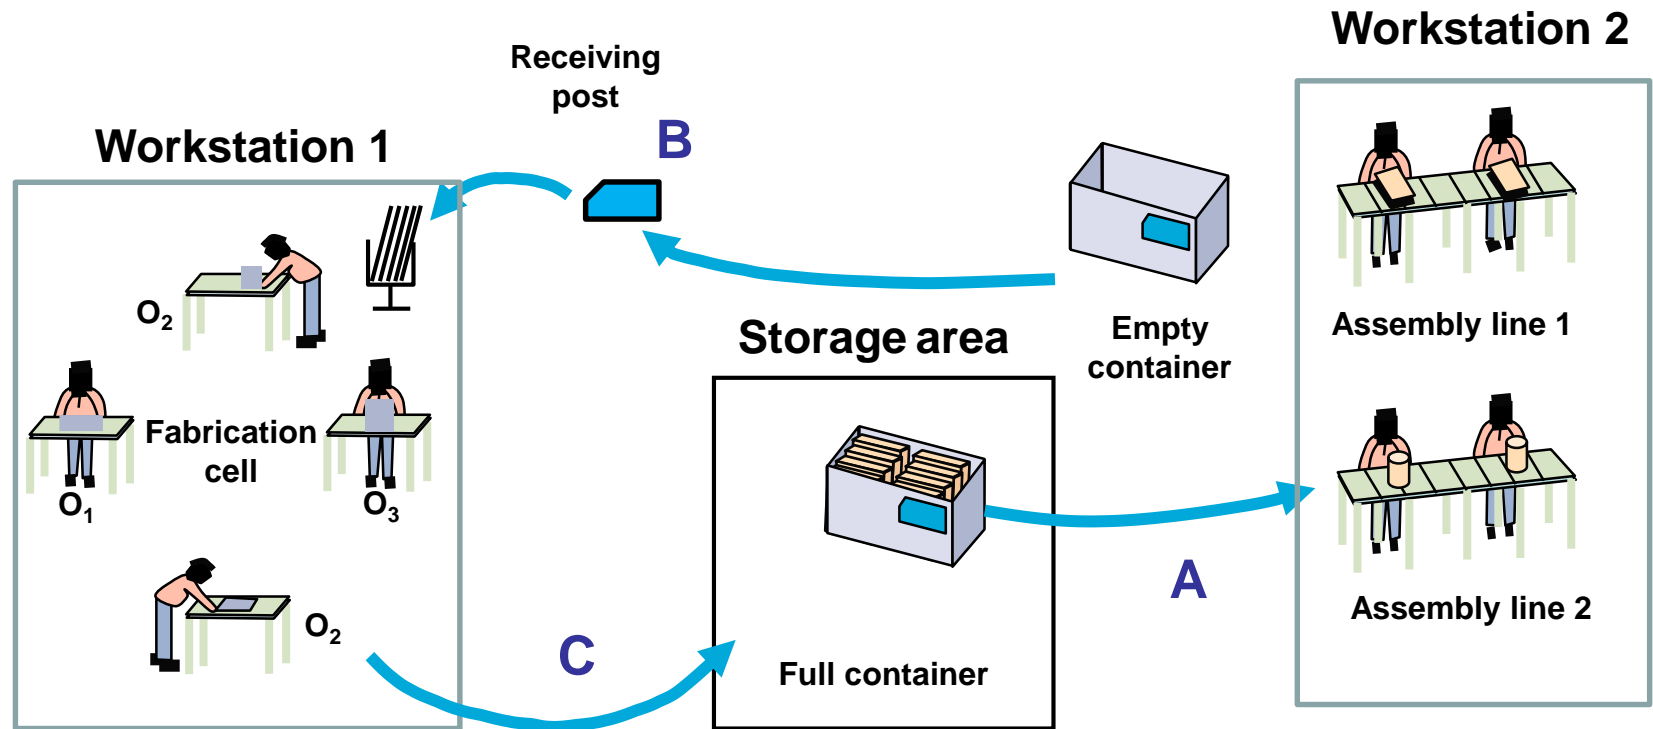 Workstation 2
Receiving
post
B
Workstation 1
O₂
Empty
container
Assembly line 1
Storage area
Fabrication
cell
O₁
O₃
A
Assembly line 2
O₂
C
Full container